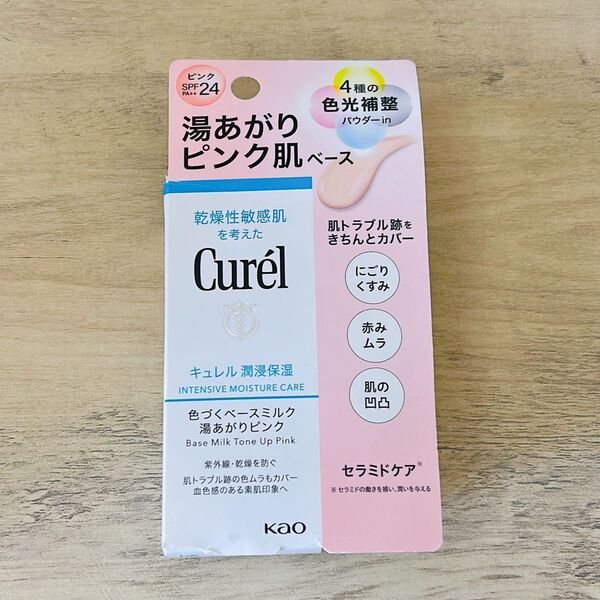 ピンク
SPF24
PA++
4種の
色光補整
パウダーin
湯あがり
ピンク肌ベース
乾燥性敏感肌
を考えた
Curél
キュレル 潤浸保湿
INTENSIVE MOISTURE CARE
色づくベースミルク
湯あがりピンク
Base Milk Tone Up Pink
紫外線・乾燥を防ぐ
肌トラブル跡の色ムラもカバー
血色感のある素肌印象へ
Kao
肌トラブル跡を
きちんとカバー
にごり
くすみ
赤み
ムラ
肌の
凹凸
セラミドケア※
※ セラミドの働きを補い、潤いを与える